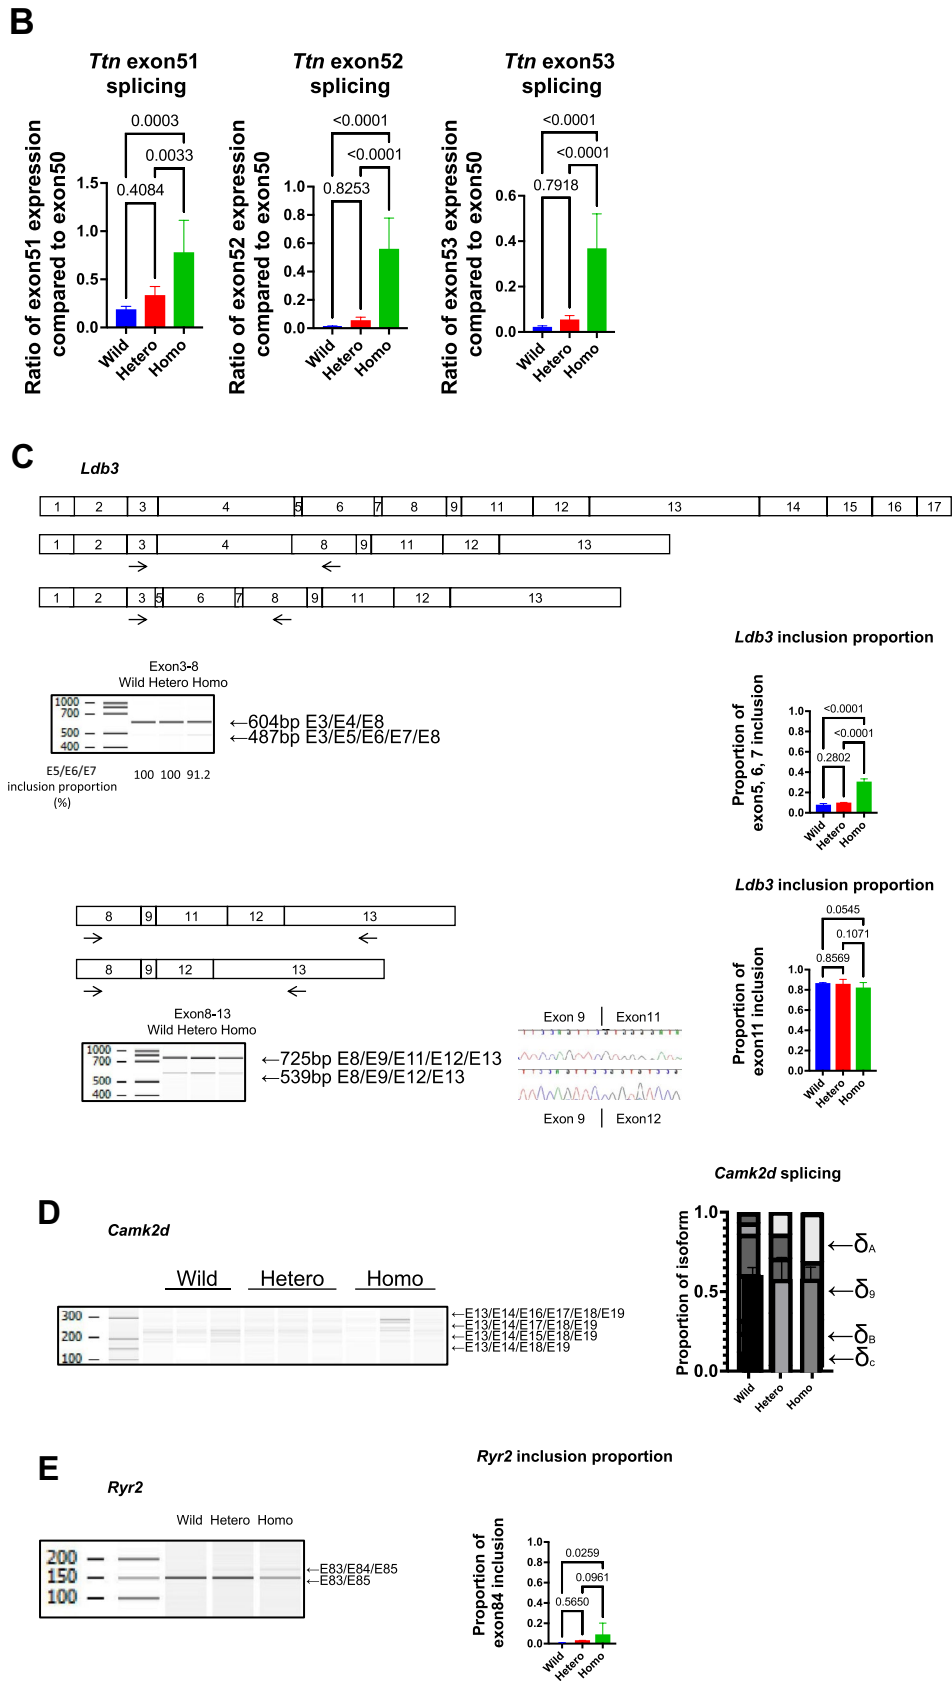 B
Ttn exon51
splicing
Ttn exon52
splicing
Ttn exon53
splicing
Ratio of exon51 expression
compared to exon50
0.0003
0.0033
0.4084
1.5
1.0
0.5
0.0
Wild
Hetero
Homo
Ratio of exon52 expression
compared to exon50
<0.0001
<0.0001
0.8253
1.0
0.8
0.6
0.4
0.2
0.0
Wild
Hetero
Homo
Ratio of exon53 expression
compared to exon50
<0.0001
<0.0001
0.7918
0.6
0.4
0.2
0.0
Wild
Hetero
Homo
C
Ldb3
1 2 3 4 5 6 7 8 9 11 12 13 14 15 16 17
1 2 3 4 8 9 11 12 13
1 2 3 5 6 7 8 9 11 12 13
Exon3-8
Wild Hetero Homo
1000
700
500
400
←604bp E3/E4/E8
←487bp E3/E5/E6/E7/E8
E5/E6/E7
inclusion proportion
(%)
100 100 91.2
Ldb3 inclusion proportion
Proportion of
exon5, 6, 7 inclusion
<0.0001
<0.0001
0.2802
1.0
0.8
0.6
0.4
0.2
0.0
Wild
Hetero
Homo
8 9 11 12 13
8 9 12 13
Exon8-13
Wild Hetero Homo
1000
700
500
400
←725bp E8/E9/E11/E12/E13
←539bp E8/E9/E12/E13
Exon 9 Exon11
Exon 9 Exon12
Ldb3 inclusion proportion
Proportion of
exon11 inclusion
0.0545
0.1071
0.8569
1.0
0.8
0.6
0.4
0.2
0.0
Wild
Hetero
Homo
D
Camk2d
Wild Hetero Homo
300
200
100
←E13/E14/E16/E17/E18/E19
←E13/E14/E17/E18/E19
←E13/E14/E15/E18/E19
←E13/E14/E18/E19
Camk2d splicing
Proportion of isoform
1.0
0.5
0.0
←δA
←δ9
←δB
←δc
Wild
Hetero
Homo
E
Ryr2
Wild Hetero Homo
200
150
100
←E83/E84/E85
←E83/E85
Ryr2 inclusion proportion
Proportion of
exon84 inclusion
0.0259
0.0961
0.5650
1.0
0.8
0.6
0.4
0.2
0.0
Wild
Hetero
Homo